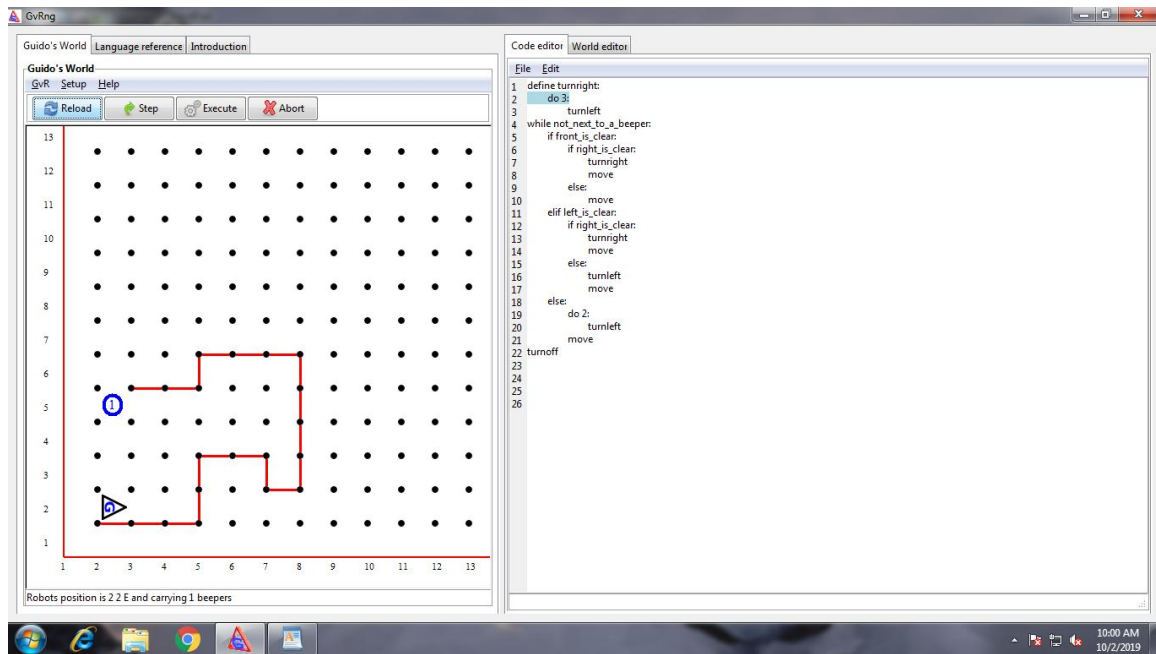 GvRng
Guido's World Language reference Introduction
Guido's World
GvR Setup Help
Reload Step Execute Abort
13
12
11
10
9
8
7
6
5
4
3
2
1
1
G
1 2 3 4 5 6 7 8 9 10 11 12 13
Robots position is 2 2 E and carrying 1 beepers
Code editor World editor
File Edit
1 define turnright:
2 do 3:
3 turnleft
4 while not_next_to_a_beeper:
5 if front_is_clear:
6 if right_is_clear:
7 turnright
8 move
9 else:
10 move
11 elif left_is_clear:
12 if right_is_clear:
13 turnright
14 move
15 else:
16 turnleft
17 move
18 else:
19 do 2:
20 turnleft
21 move
22 turnoff
23
24
25
26
10:00 AM
10/2/2019